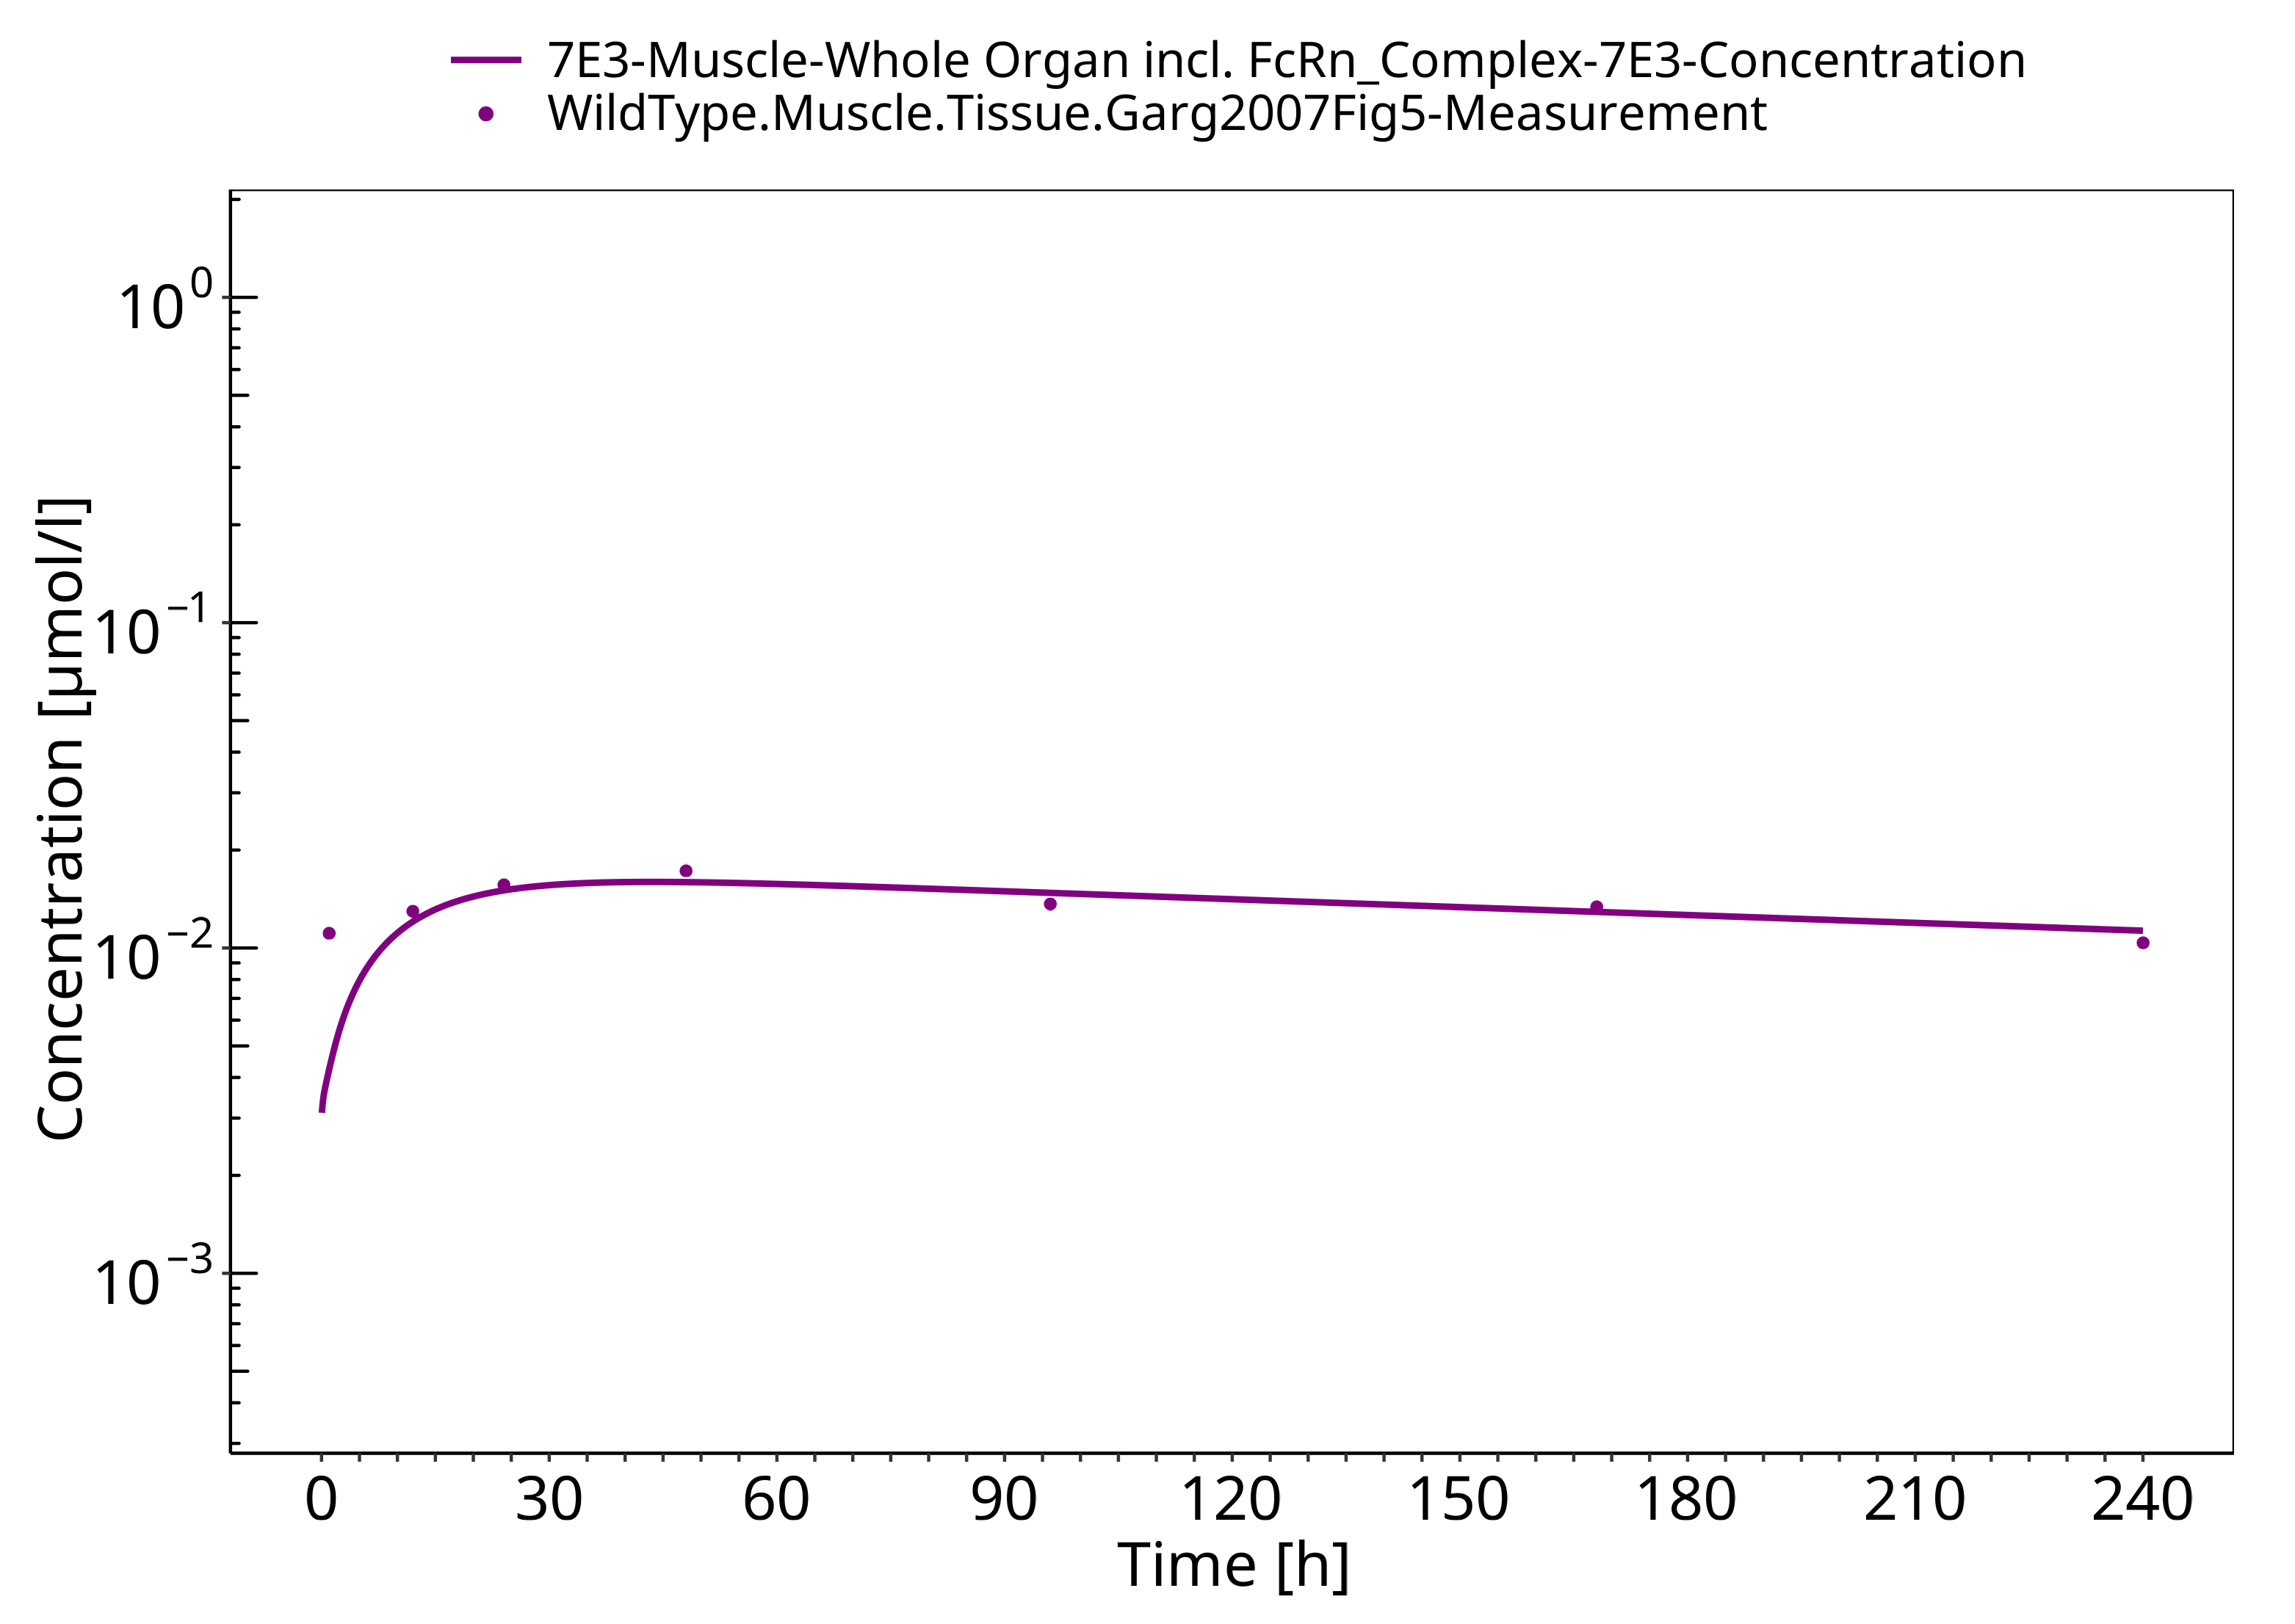 7E3-Muscle-Whole Organ incl. FcRn_Complex-7E3-Concentration
WildType.Muscle.Tissue.Garg2007Fig5-Measurement
10^0
10^−1
10^−2
10^−3
Concentration [µmol/l]
0 30 60 90 120 150 180 210 240
Time [h]